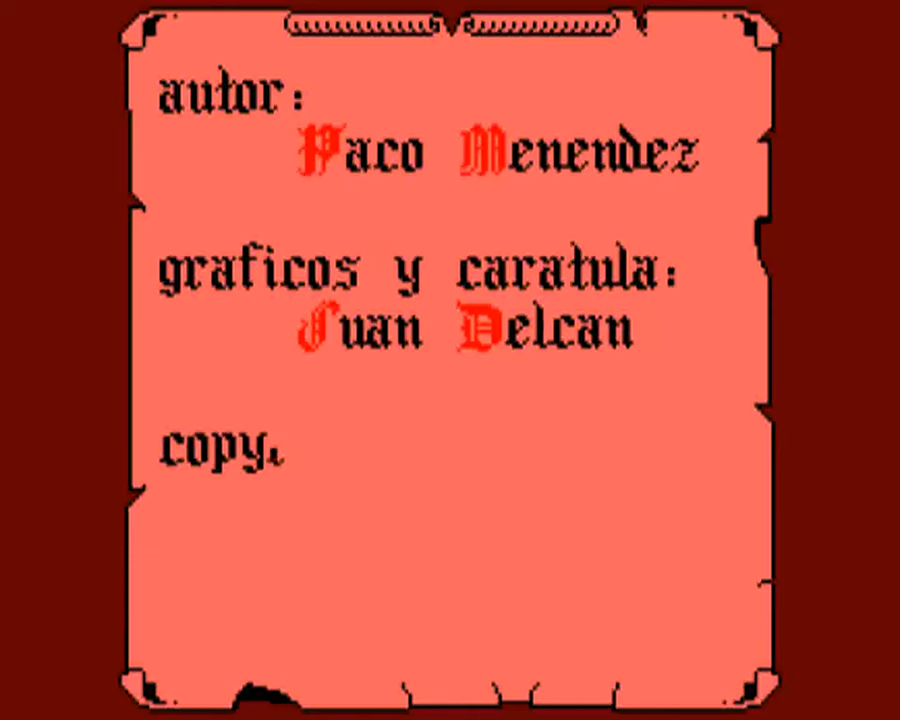 autor:
Paco Menendez
graficos y caratula:
Juan Delcan
copy